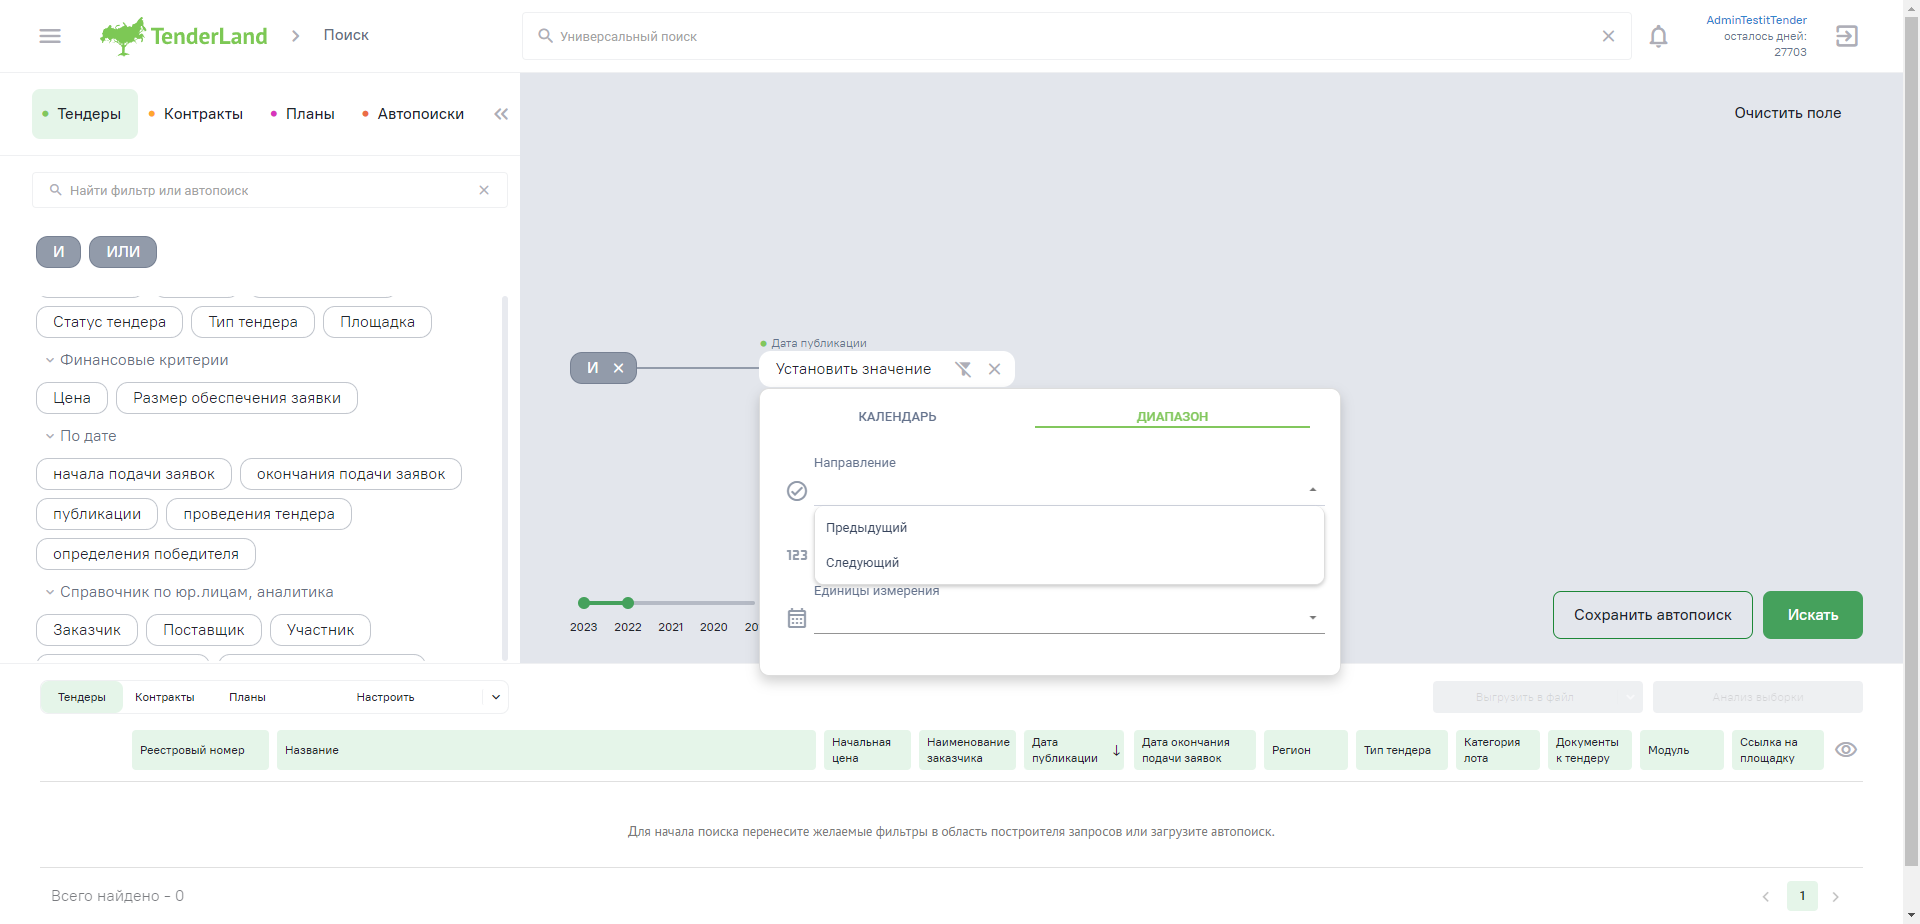 TenderLand
Поиск
Универсальный поиск
AdminTestitTender
осталось дней:
27703
Тендеры
Контракты
Планы
Автопоиски
Очистить поле
Найти фильтр или автопоиск
И
ИЛИ
Статус тендера
Тип тендера
Площадка
Финансовые критерии
Цена
Размер обеспечения заявки
По дате
начала подачи заявок
окончания подачи заявок
публикации
проведения тендера
определения победителя
Справочник по юр.лицам, аналитика
Заказчик
Поставщик
Участник
Дата публикации
И
Установить значение
КАЛЕНДАРЬ
ДИАПАЗОН
Направление
Предыдущий
Следующий
123
Единицы измерения
2023 2022 2021 2020 20
Сохранить автопоиск
Искать
Тендеры
Контракты
Планы
Настроить
Выгрузить в файл
Анализ выборки
Реестровый номер
Название
Начальная
цена
Наименование
заказчика
Дата
публикации
Дата окончания
подачи заявок
Регион
Тип тендера
Категория
лота
Документы
к тендеру
Модуль
Ссылка на
площадку
Для начала поиска перенесите желаемые фильтры в область построителя запросов или загрузите автопоиск.
Всего найдено - 0
1